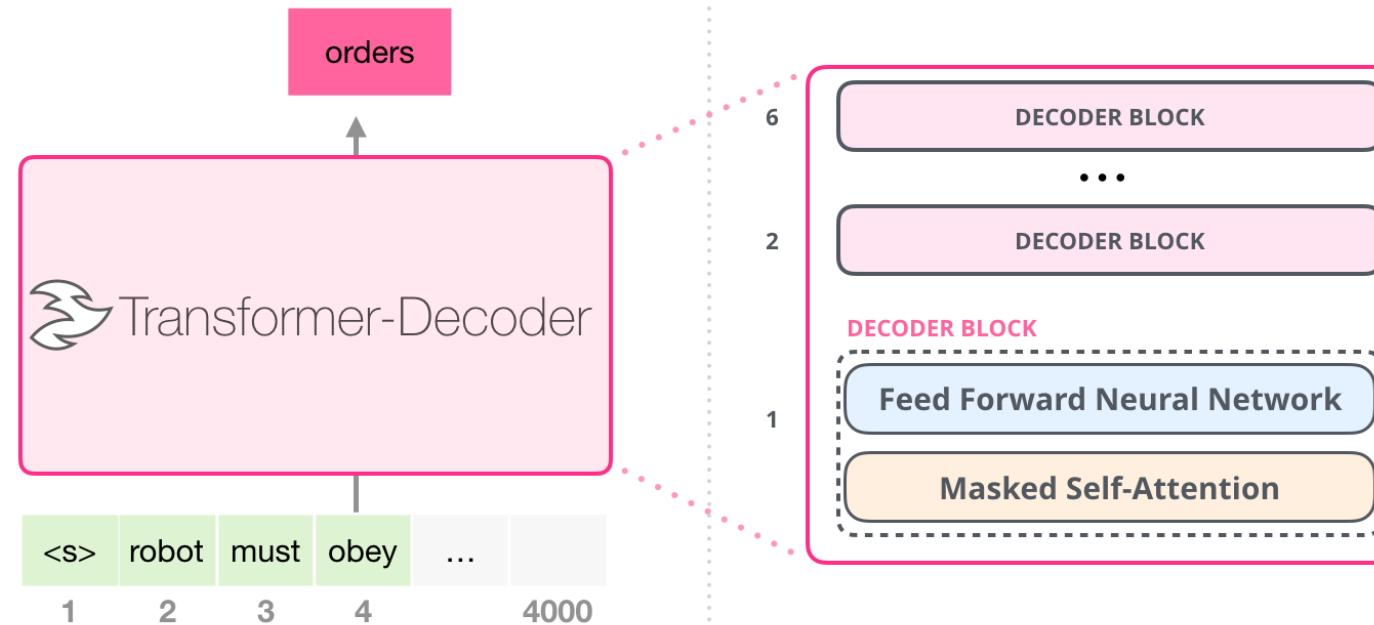 orders
Transformer-Decoder
<s> robot must obey ...
1 2 3 4 4000
6 DECODER BLOCK
...
2 DECODER BLOCK
DECODER BLOCK
1
Feed Forward Neural Network
Masked Self-Attention